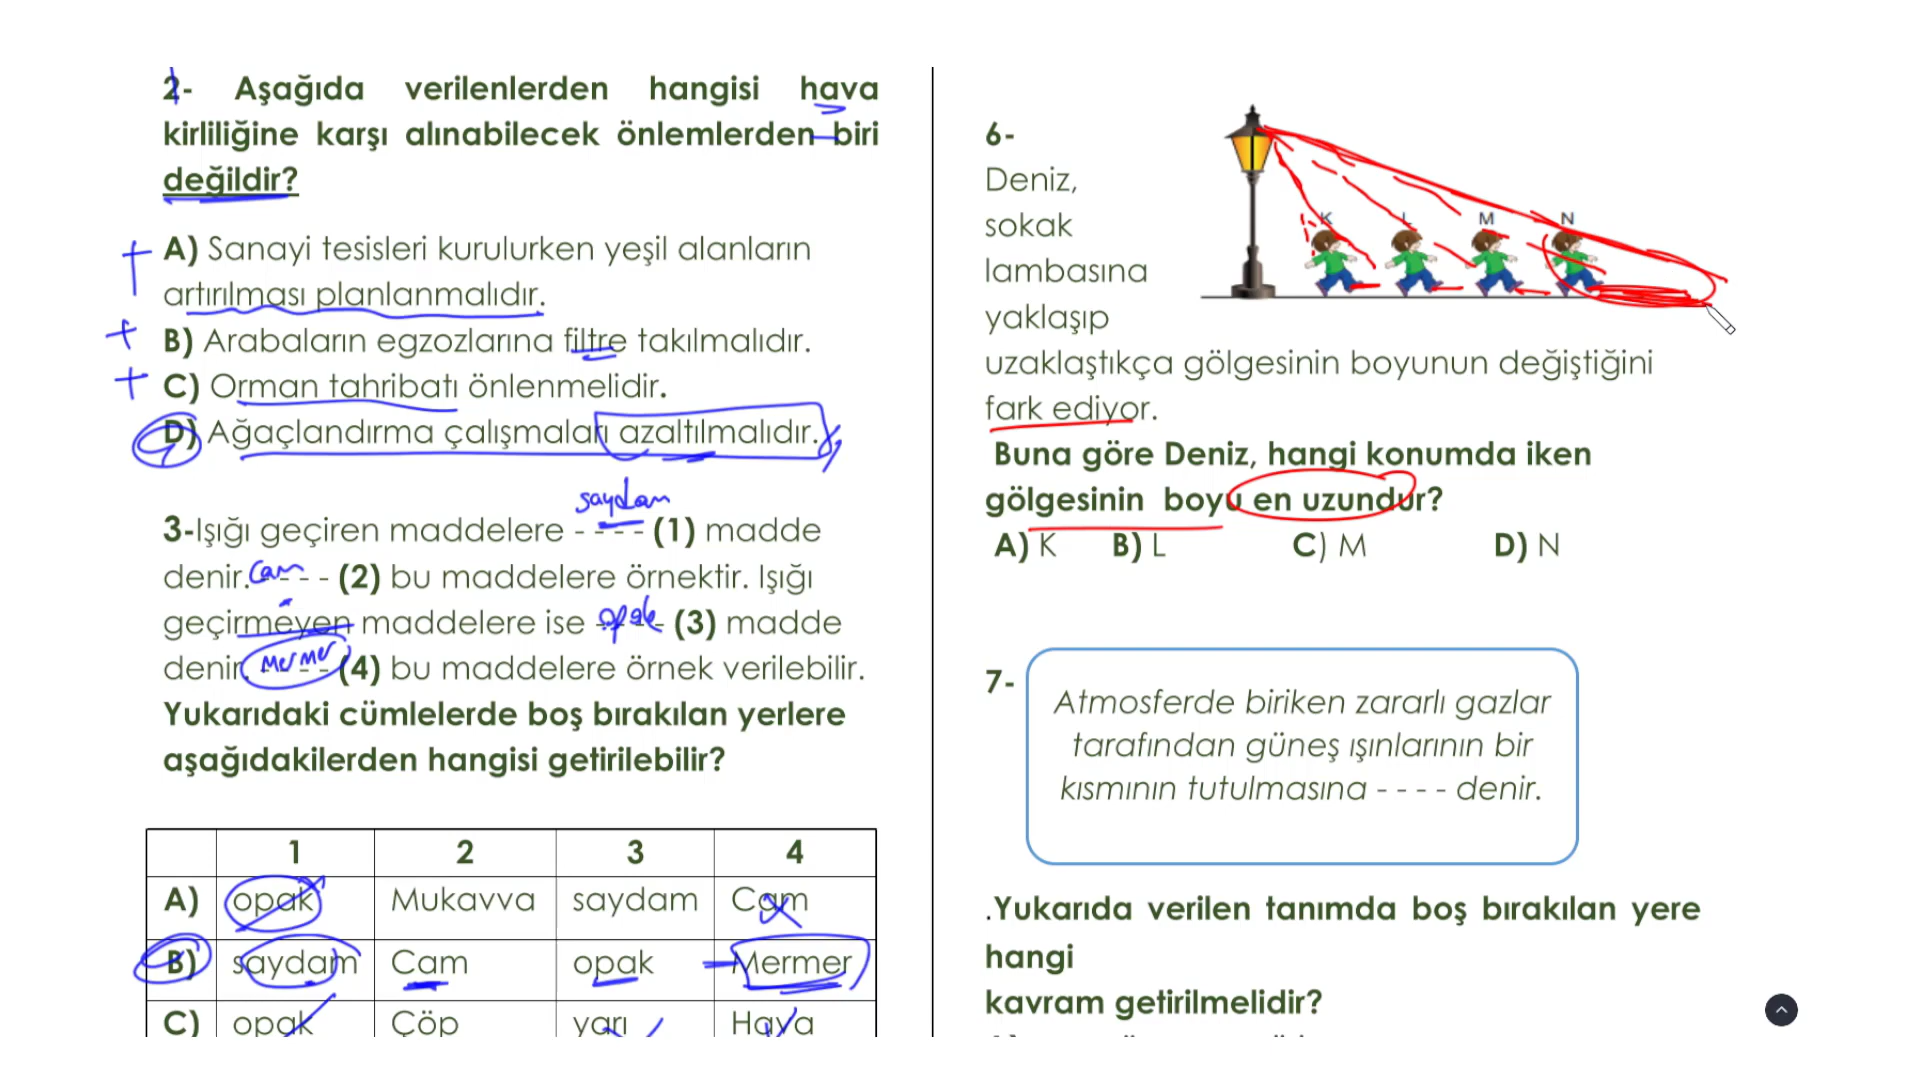 2- Aşağıda verilenlerden hangisi hava
kirliliğine karşı alınabilecek önlemlerden biri
değildir?
A) Sanayi tesisleri kurulurken yeşil alanların
artırılması planlanmalıdır.
B) Arabaların egzozlarına filtre takılmalıdır.
C) Orman tahribatı önlenmelidir.
D) Ağaçlandırma çalışmaları azaltılmalıdır.
saydam
3-Işığı geçiren maddelere - - - - (1) madde
denir. Cam - - - - (2) bu maddelere örnektir. Işığı
geçirmeyen maddelere ise opak (3) madde
denir. Mermer - - - - (4) bu maddelere örnek verilebilir.
Yukarıdaki cümlelerde boş bırakılan yerlere
aşağıdakilerden hangisi getirilebilir?
1 2 3 4
A) opak Mukavva saydam Cam
B) saydam Cam opak Mermer
C) opak Çöp yarı Hava
6-
Deniz,
sokak
lambasına
yaklaşıp
K L M N
uzaklaştıkça gölgesinin boyunun değiştiğini
fark ediyor.
Buna göre Deniz, hangi konumda iken
gölgesinin boyu en uzundur?
A) K B) L C) M D) N
7-
Atmosferde biriken zararlı gazlar
tarafından güneş ışınlarının bir
kısmının tutulmasına - - - - denir.
.Yukarıda verilen tanımda boş bırakılan yere
hangi
kavram getirilmelidir?